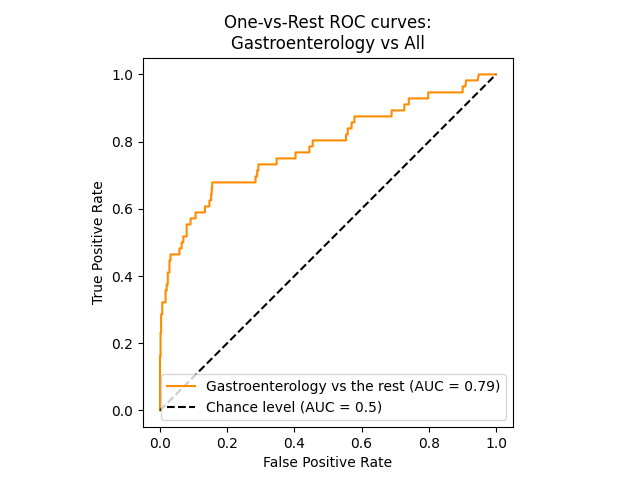 One-vs-Rest ROC curves:
Gastroenterology vs All
1.0
0.8
0.6
0.4
0.2
0.0
True Positive Rate
Gastroenterology vs the rest (AUC = 0.79)
Chance level (AUC = 0.5)
0.0 0.2 0.4 0.6 0.8 1.0
False Positive Rate